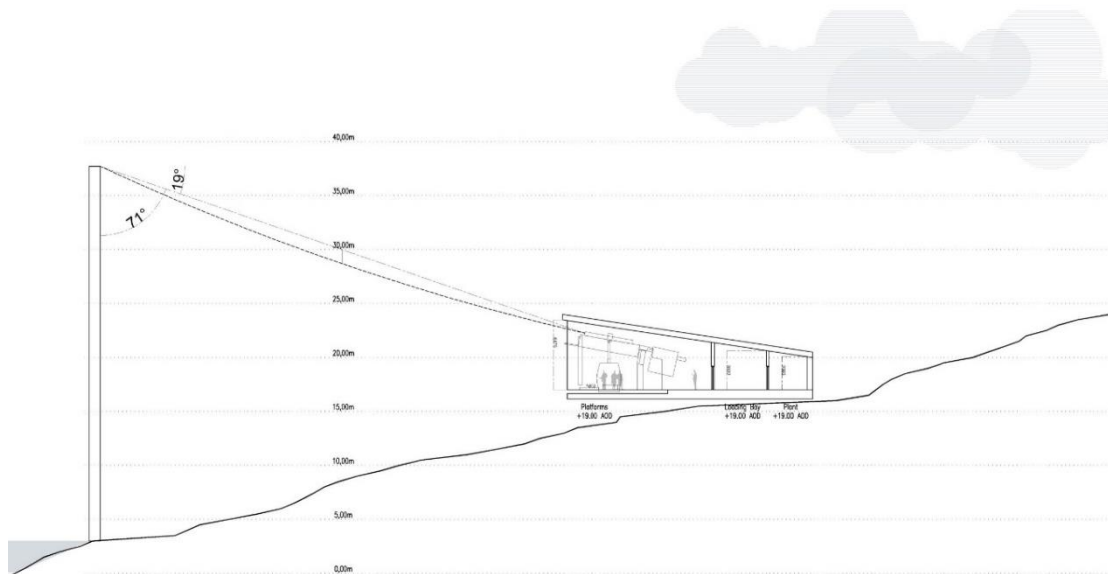 40,00m
19°
35,00m
71°
30,00m
25,00m
20,00m
15,00m
Platforms
+19.80 AOD
Loading Bay
+19.00 AOD
Plant
+19.00 AOD
10,00m
5,00m
0,00m